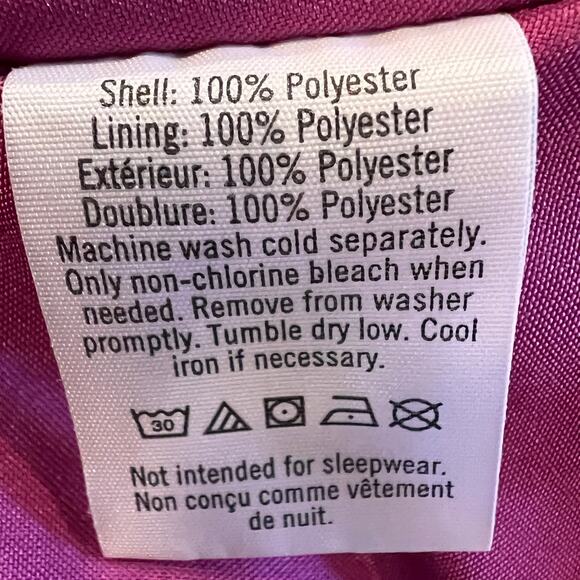 Shell: 100% Polyester
Lining: 100% Polyester
Extérieur: 100% Polyester
Doublure: 100% Polyester
Machine wash cold separately.
Only non-chlorine bleach when
needed. Remove from washer
promptly. Tumble dry low. Cool
iron if necessary.
30
Not intended for sleepwear.
Non conçu comme vêtement
de nuit.